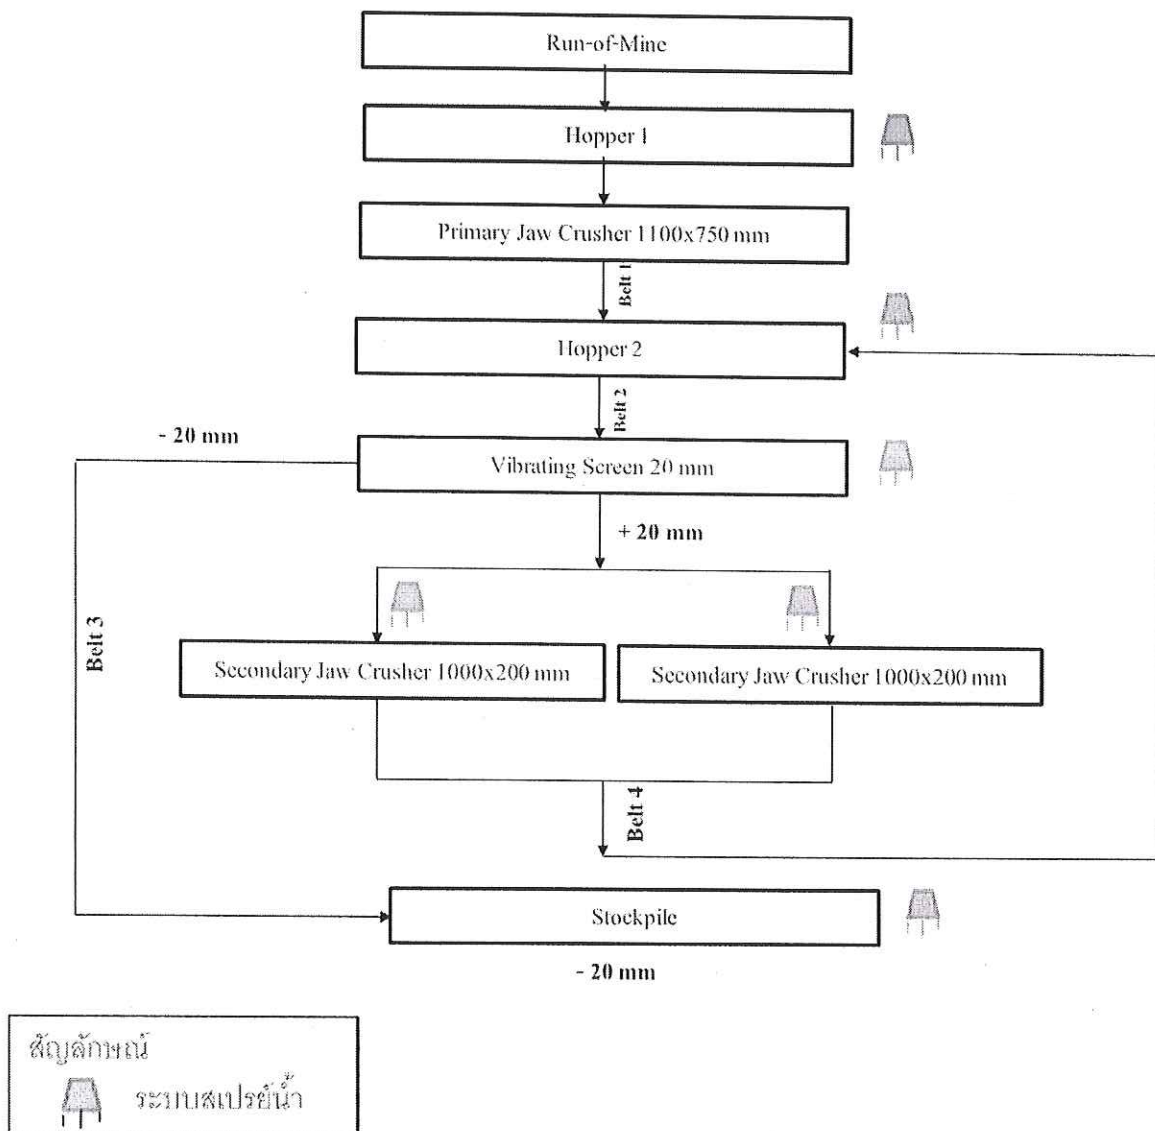 Run-of-Mine
Hopper 1
Primary Jaw Crusher 1100x750 mm
Belt 1
Hopper 2
Belt 2
- 20 mm
Vibrating Screen 20 mm
+ 20 mm
Belt 3
Secondary Jaw Crusher 1000x200 mm
Secondary Jaw Crusher 1000x200 mm
Belt 4
Stockpile
- 20 mm
สัญลักษณ์
ระบบสเปรย์น้ำ